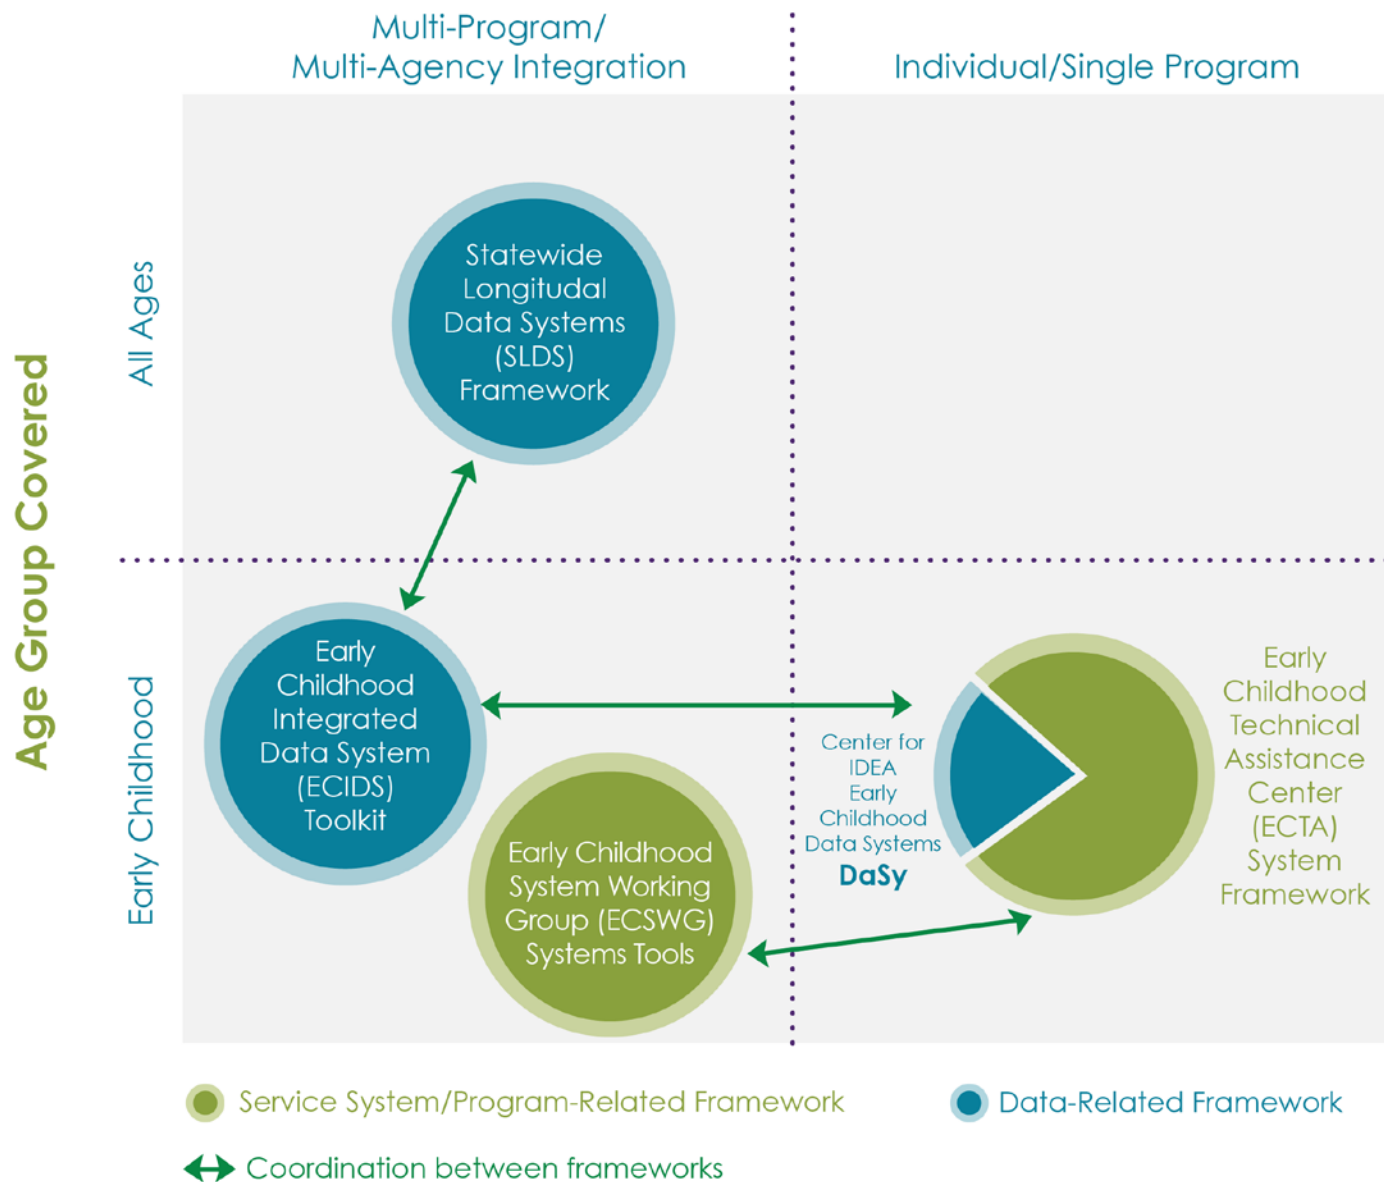 Multi-Program/
Multi-Agency Integration
Individual/Single Program
Age Group Covered
All Ages
Statewide
Longitudal
Data Systems
(SLDS)
Framework
Early Childhood
Early
Childhood
Integrated
Data System
(ECIDS)
Toolkit
Early Childhood
System Working
Group (ECSWG)
Systems Tools
Center for
IDEA
Early
Childhood
Data Systems
DaSy
Early
Childhood
Technical
Assistance
Center
(ECTA)
System
Framework
Service System/Program-Related Framework
Data-Related Framework
Coordination between frameworks